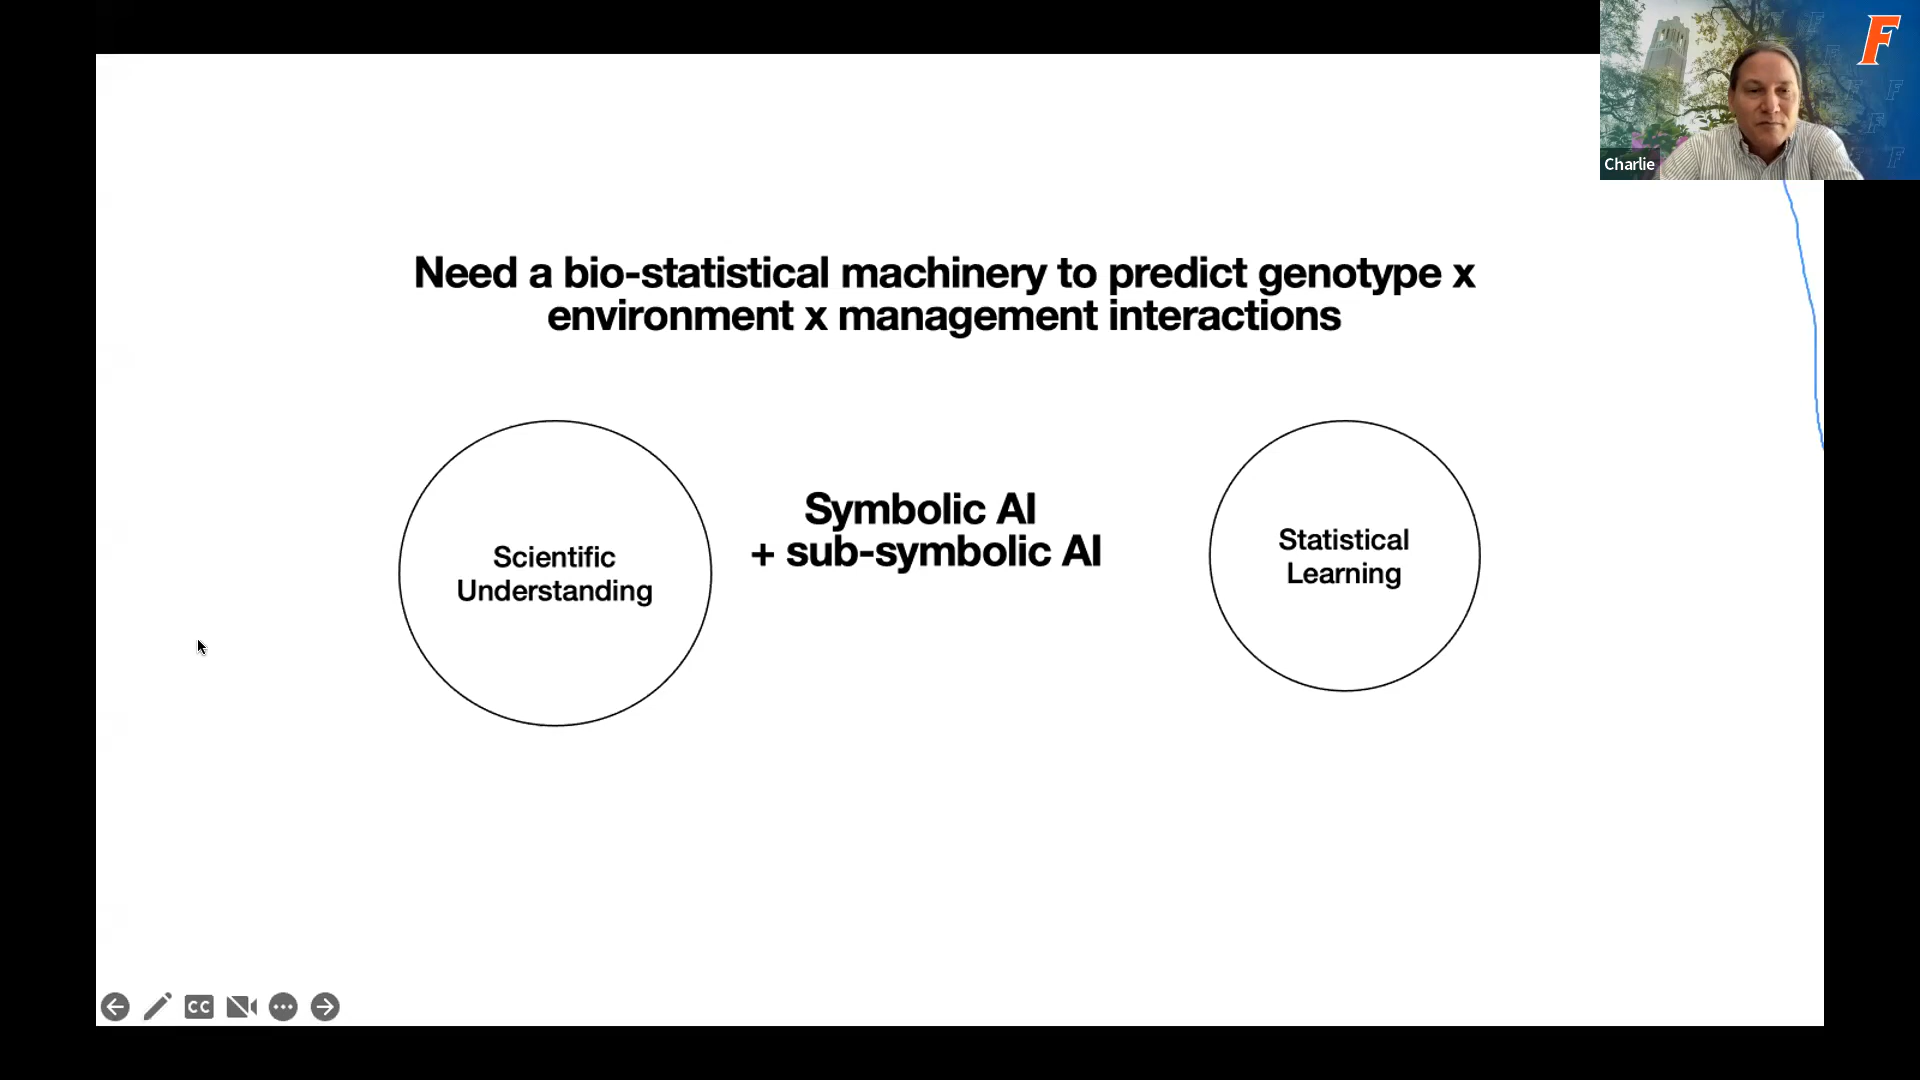 F
Charlie
Need a bio-statistical machinery to predict genotype x
environment x management interactions
Symbolic AI
+ sub-symbolic AI
Scientific
Understanding
Statistical
Learning
CC